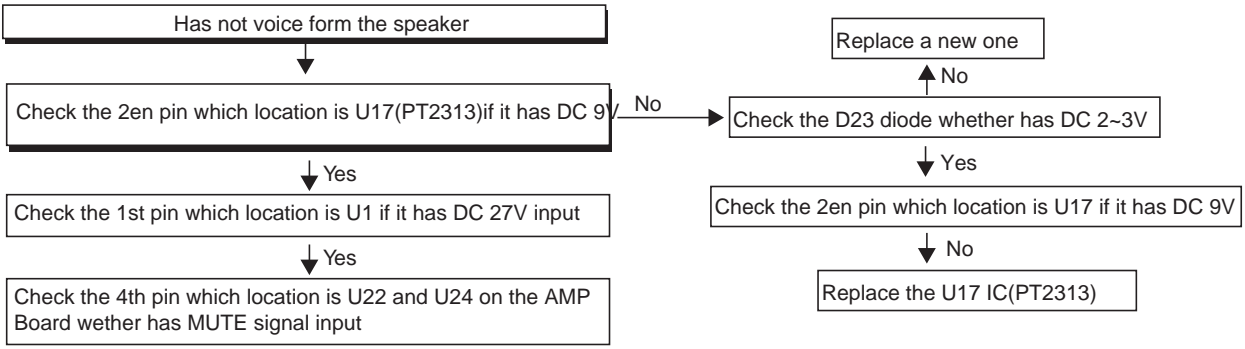 Has not voice form the speaker
Check the 2en pin which location is U17(PT2313)if it has DC 9V
No
Yes
Check the 1st pin which location is U1 if it has DC 27V input
Yes
Check the 4th pin which location is U22 and U24 on the AMP
Board wether has MUTE signal input
Replace a new one
No
Check the D23 diode whether has DC 2~3V
Yes
Check the 2en pin which location is U17 if it has DC 9V
No
Replace the U17 IC(PT2313)